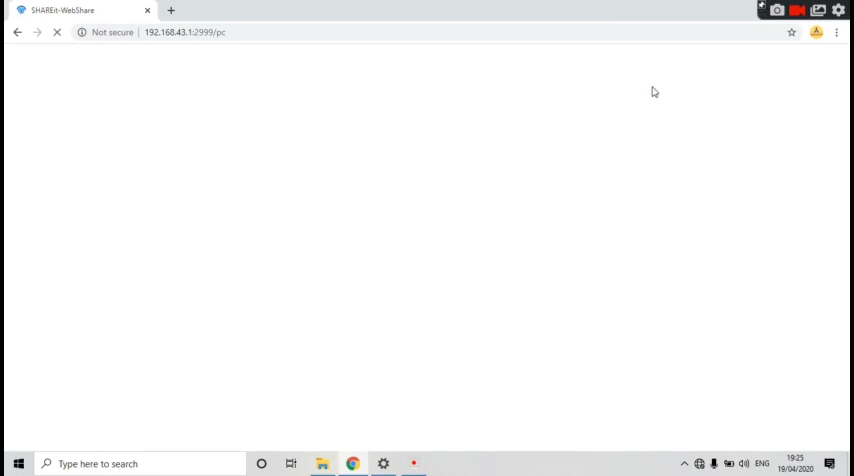 SHAREit-WebShare
Not secure
192.168.43.1:2999/pc
Type here to search
ENG
19:25
19/04/2020